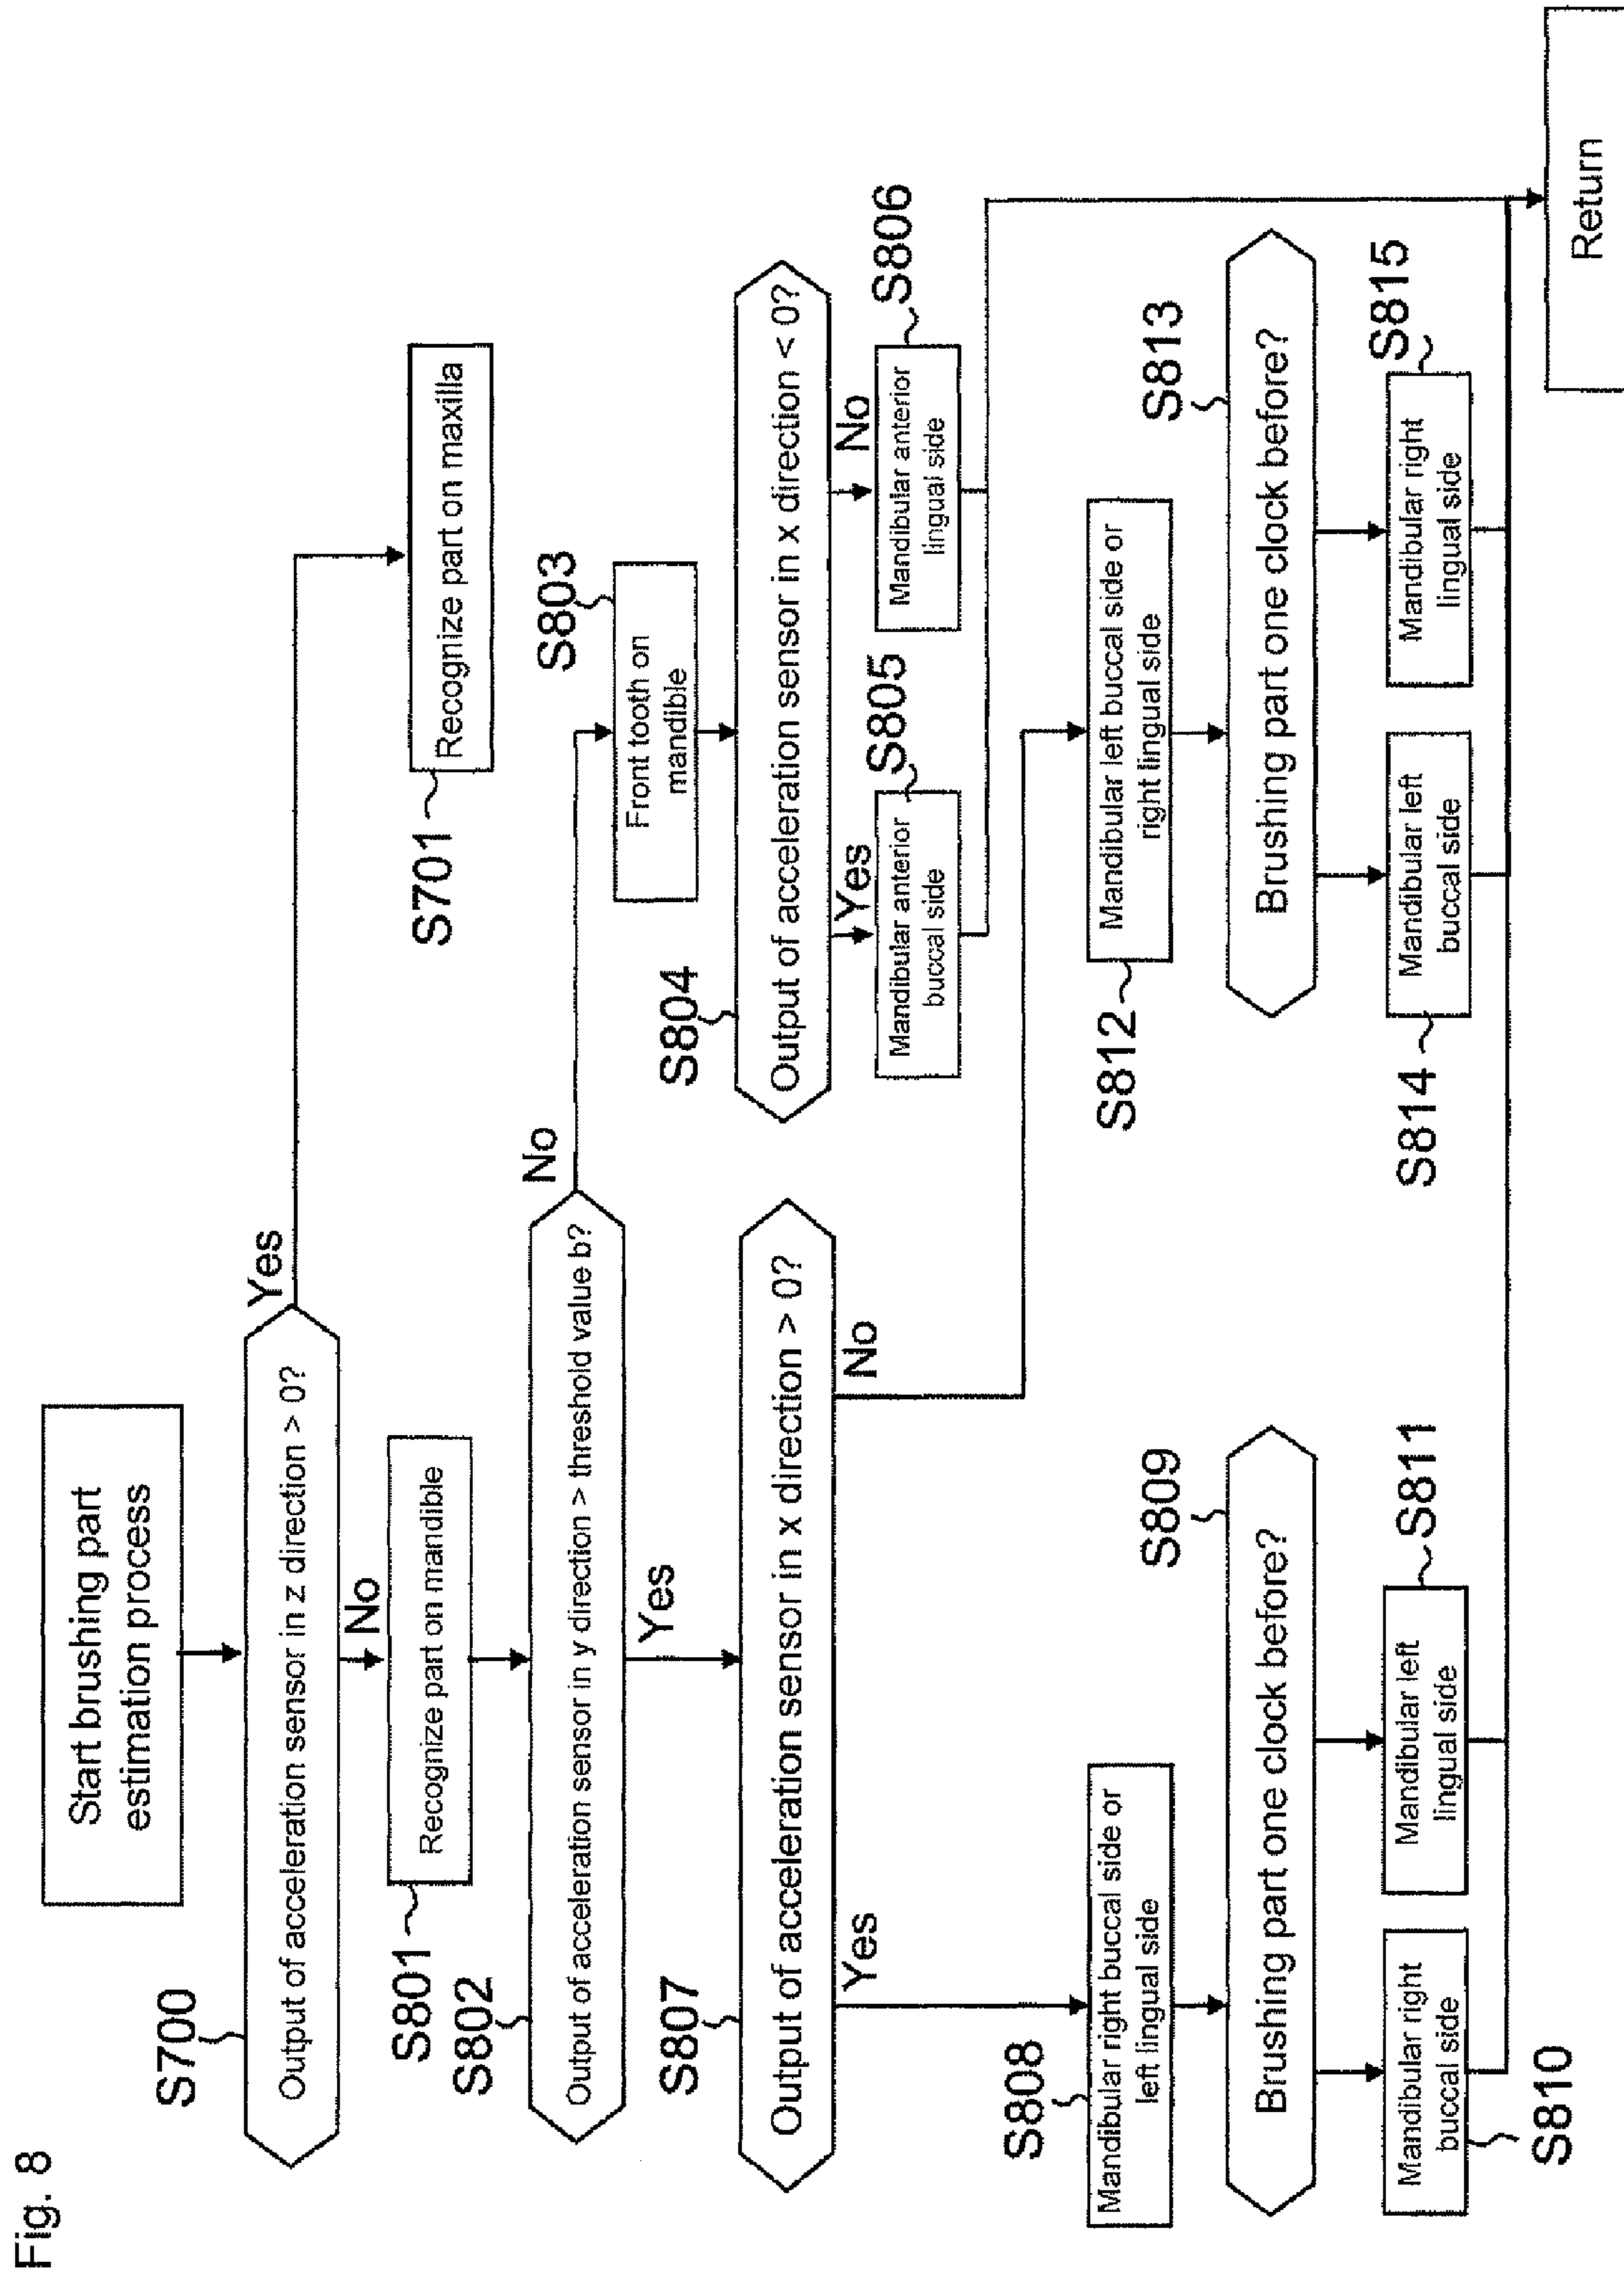 Fig. 8
Start brushing part
estimation process
S700
Output of acceleration sensor in z direction > 0?
Yes
No
S701
Recognize part on maxilla
S801
Recognize part on mandible
S802
Output of acceleration sensor in y direction > threshold value b?
No
Yes
S803
Front tooth on
mandible
S804
Output of acceleration sensor in x direction < 0?
Yes
No
S805
Mandibular anterior
buccal side
S806
Mandibular anterior
lingual side
S807
Output of acceleration sensor in x direction > 0?
Yes
No
S808
Mandibular right buccal side or
left lingual side
S809
Brushing part one clock before?
S810
Mandibular right
buccal side
S811
Mandibular left
lingual side
S812
Mandibular left buccal side or
right lingual side
S813
Brushing part one clock before?
S814
Mandibular left
buccal side
S815
Mandibular right
lingual side
Return